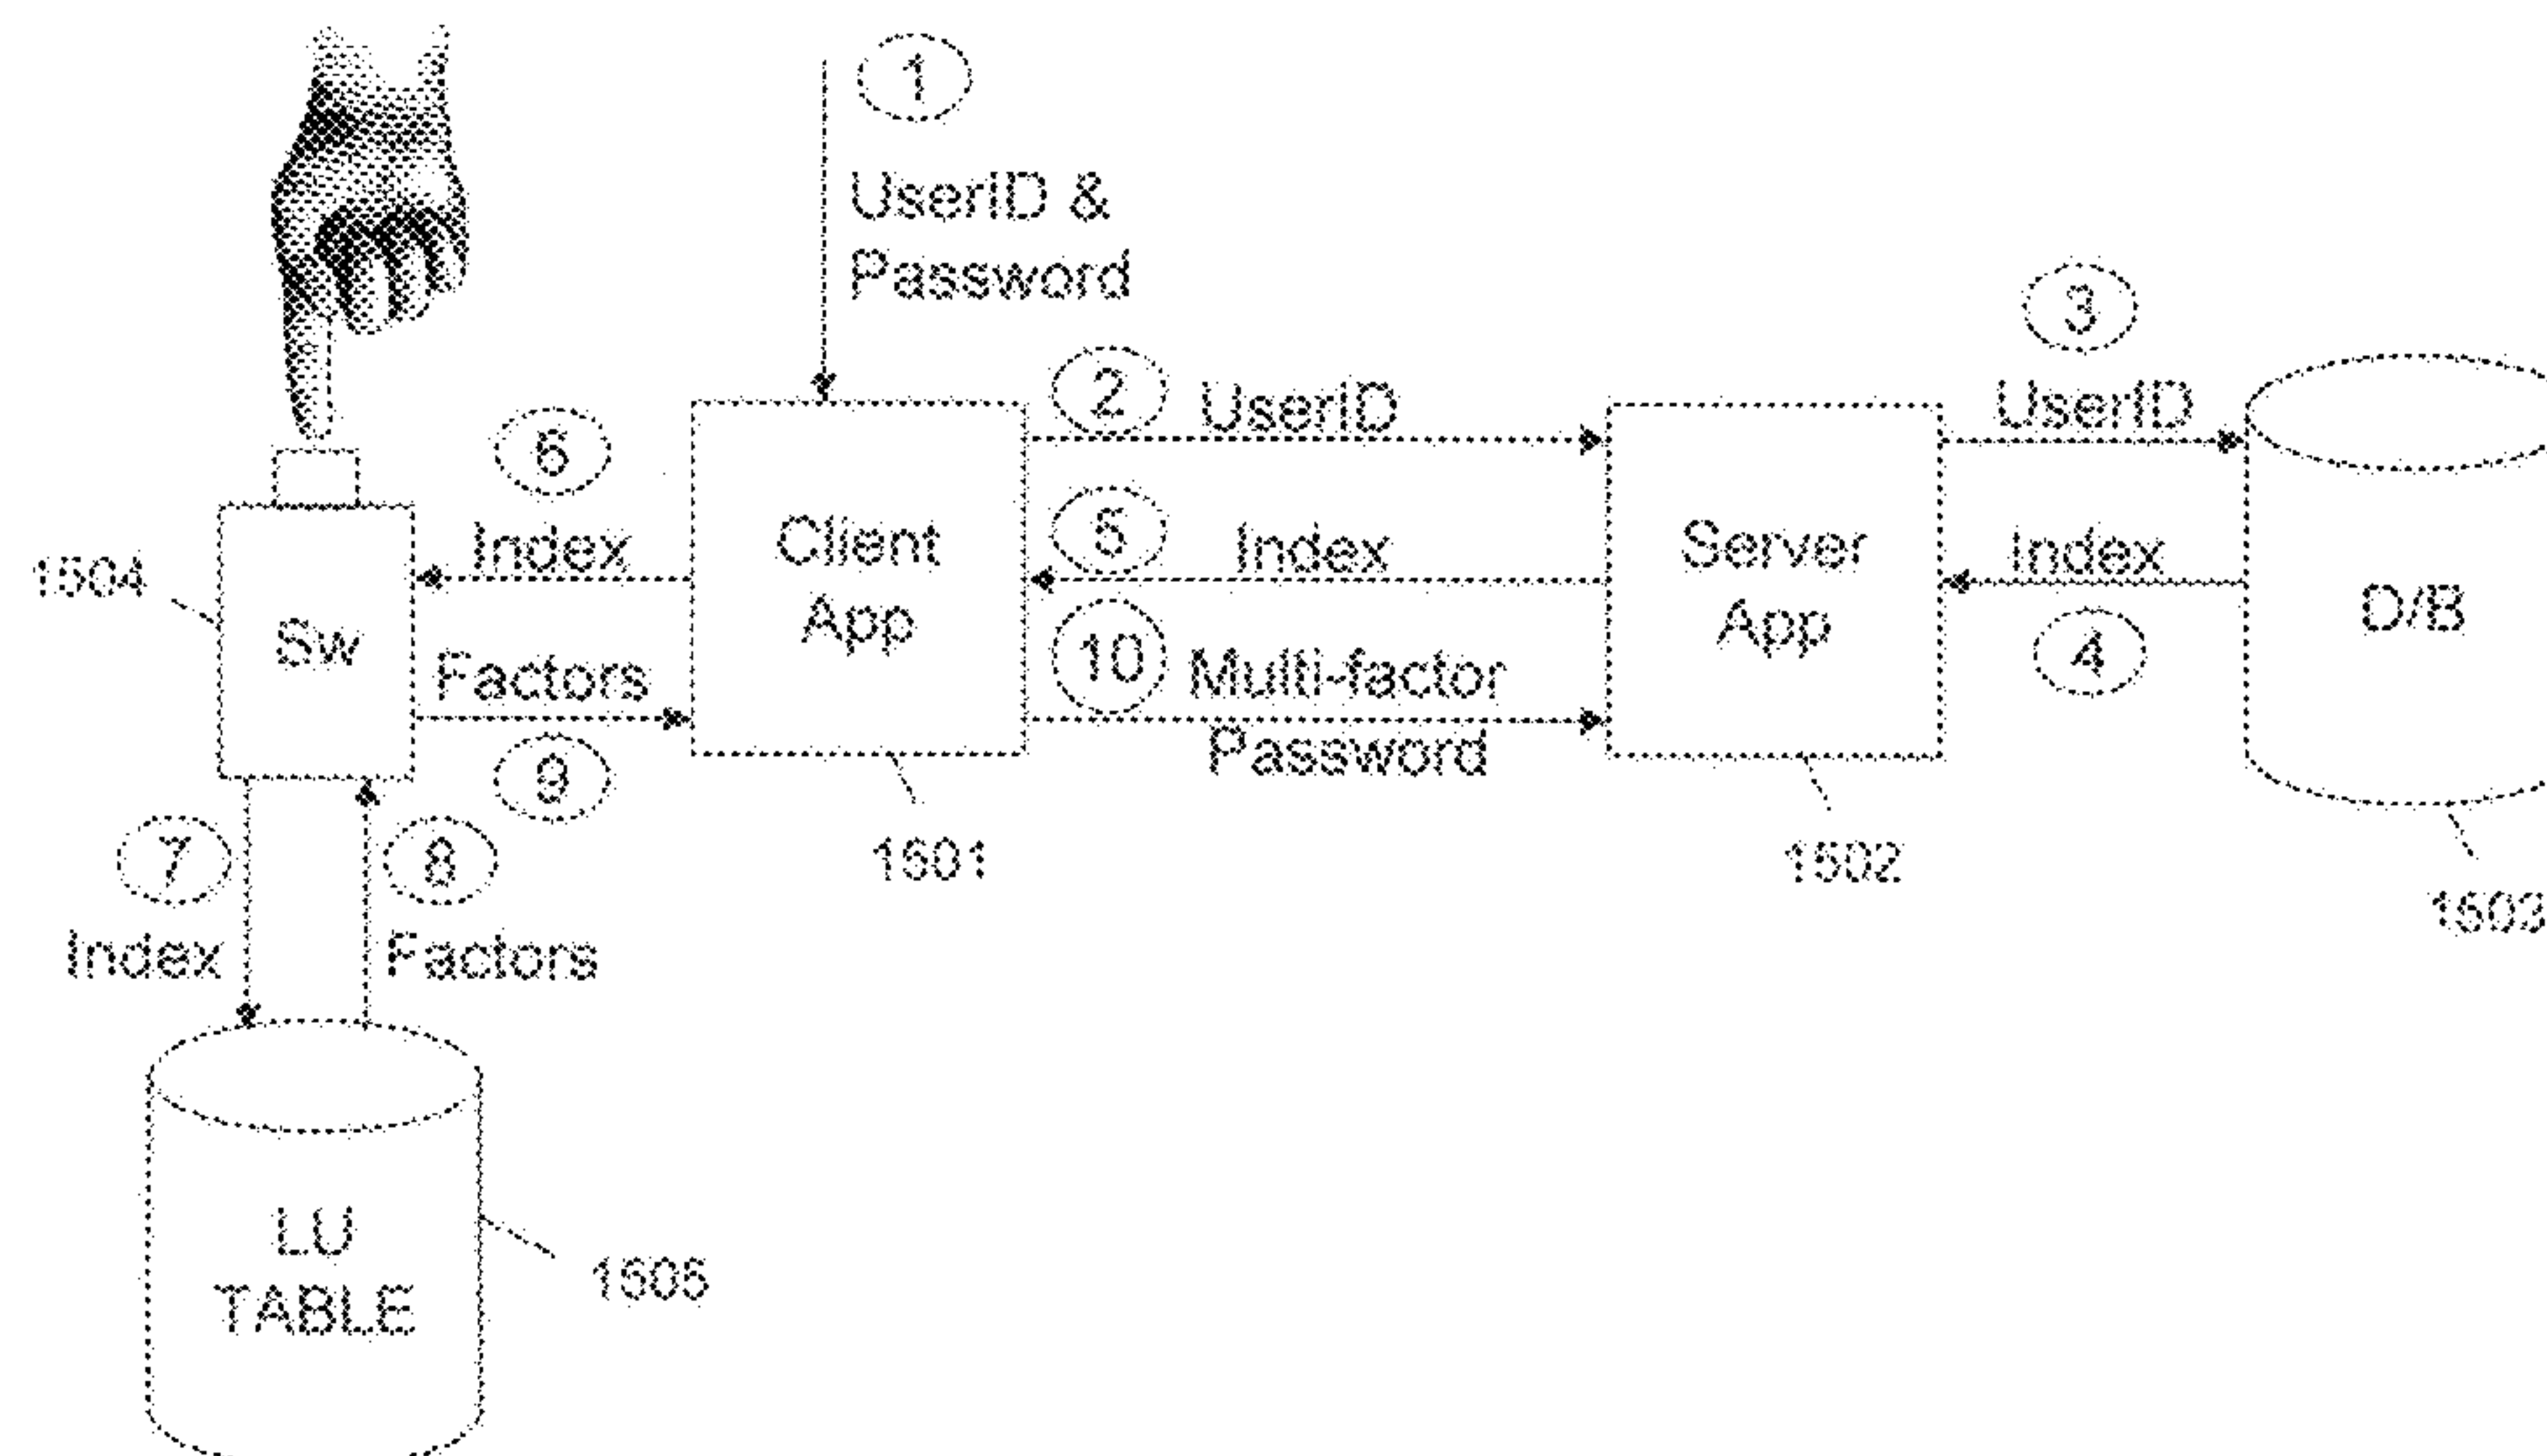 1
UserID &
Password
3
2 UserID
UserID
6
5
Index
Client
App
Index
Server
App
Index
D/B
1504
Sw
Factors
10 Multi-factor
Password
4
9
7
8
1501
1502
1503
Index
Factors
LU
TABLE
1505